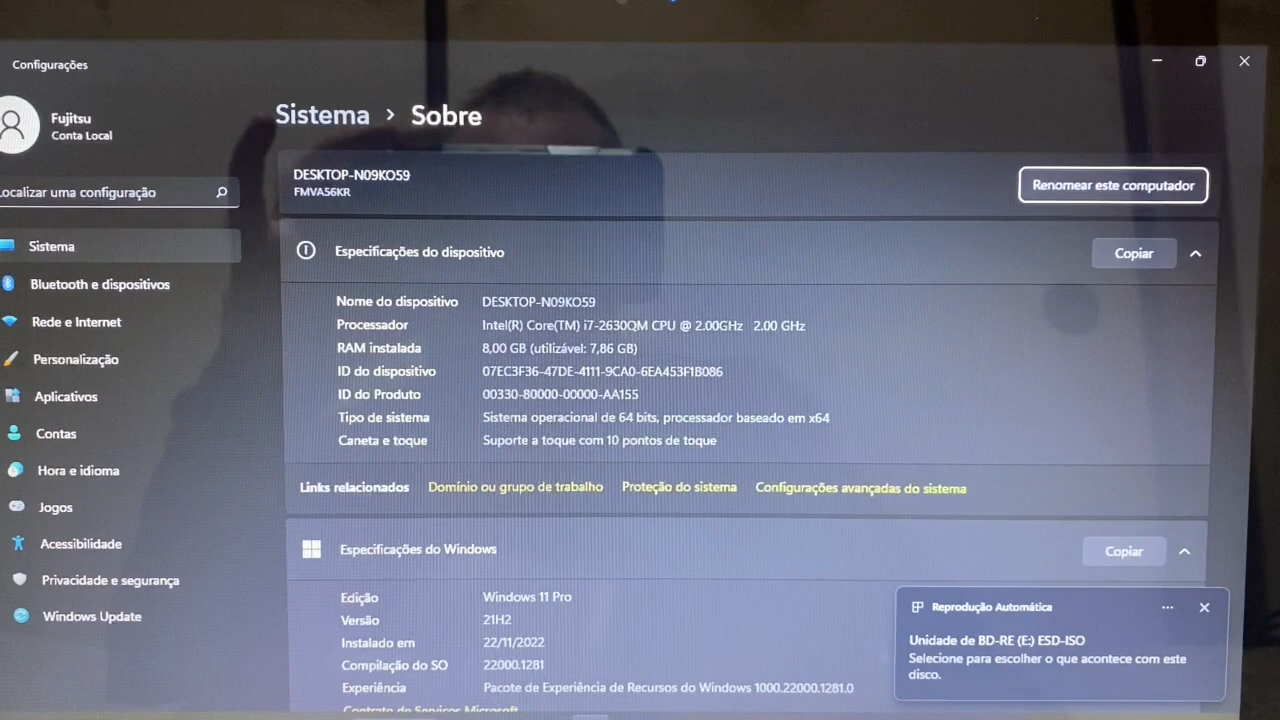 Configurações
Fujitsu
Conta Local
Localizar uma configuração
Sistema
Bluetooth e dispositivos
Rede e Internet
Personalização
Aplicativos
Contas
Hora e idioma
Jogos
Acessibilidade
Privacidade e segurança
Windows Update
Sistema > Sobre
DESKTOP-N09KO59
FMVA56KR
Renomear este computador
Especificações do dispositivo
Copiar
Nome do dispositivo DESKTOP-N09KO59
Processador Intel(R) Core(TM) i7-2630QM CPU @ 2.00GHz 2.00 GHz
RAM instalada 8,00 GB (utilizável: 7,86 GB)
ID do dispositivo 07EC3F36-47DE-4111-9CA0-6EA453F1B086
ID do Produto 00330-80000-00000-AA155
Tipo de sistema Sistema operacional de 64 bits, processador baseado em x64
Caneta e toque Suporte a toque com 10 pontos de toque
Links relacionados Domínio ou grupo de trabalho Proteção do sistema Configurações avançadas do sistema
Especificações do Windows
Copiar
Edição Windows 11 Pro
Versão 21H2
Instalado em 22/11/2022
Compilação do SO 22000.1281
Experiência Pacote de Experiência de Recursos do Windows 1000.22000.1281.0
Contrato de Serviços Microsoft
Reprodução Automática
Unidade de BD-RE (E:) ESD-ISO
Selecione para escolher o que acontece com este
disco.